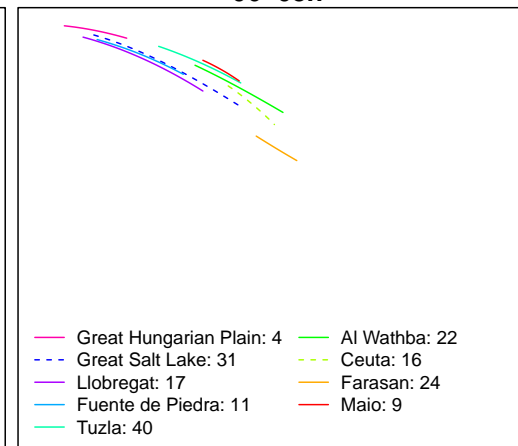 Great Hungarian Plain: 4
Great Salt Lake: 31
Llobregat: 17
Fuente de Piedra: 11
Tuzla: 40
Al Wathba: 22
Ceuta: 16
Farasan: 24
Maio: 9